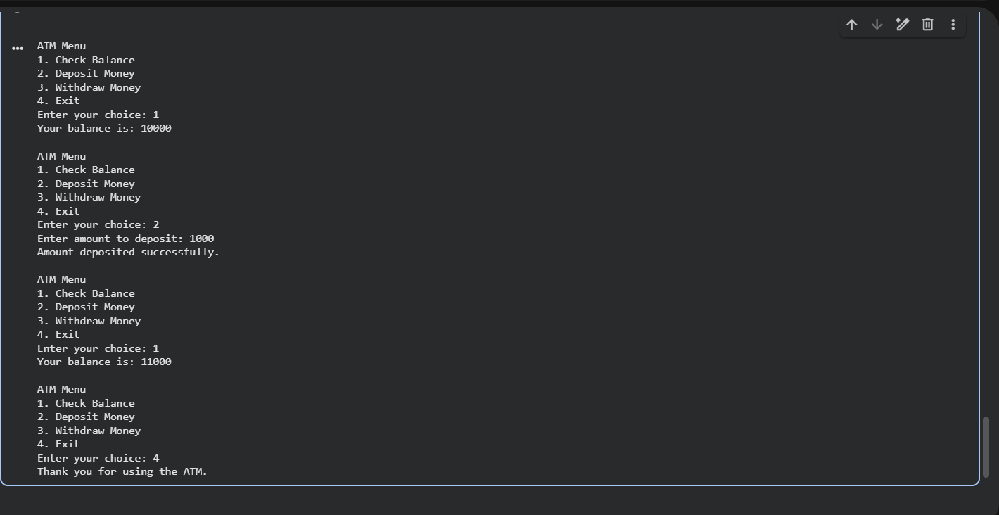 ATM Menu
1. Check Balance
2. Deposit Money
3. Withdraw Money
4. Exit
Enter your choice: 1
Your balance is: 10000
ATM Menu
1. Check Balance
2. Deposit Money
3. Withdraw Money
4. Exit
Enter your choice: 2
Enter amount to deposit: 1000
Amount deposited successfully.
ATM Menu
1. Check Balance
2. Deposit Money
3. Withdraw Money
4. Exit
Enter your choice: 1
Your balance is: 11000
ATM Menu
1. Check Balance
2. Deposit Money
3. Withdraw Money
4. Exit
Enter your choice: 4
Thank you for using the ATM.